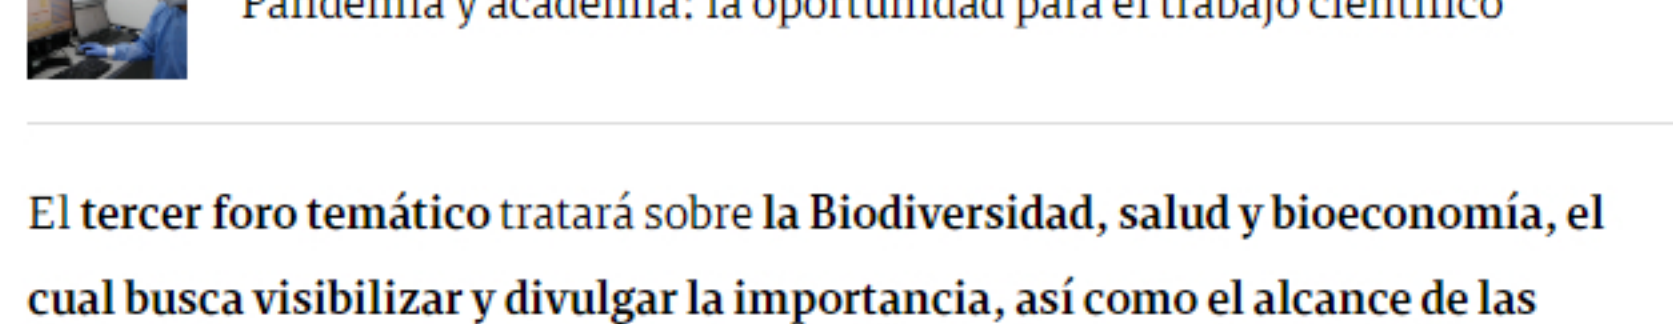 Pandemia y academia: la oportunidad para el trabajo científico
El tercer foro temático tratará sobre la Biodiversidad, salud y bioeconomía, el
cual busca visibilizar y divulgar la importancia, así como el alcance de las